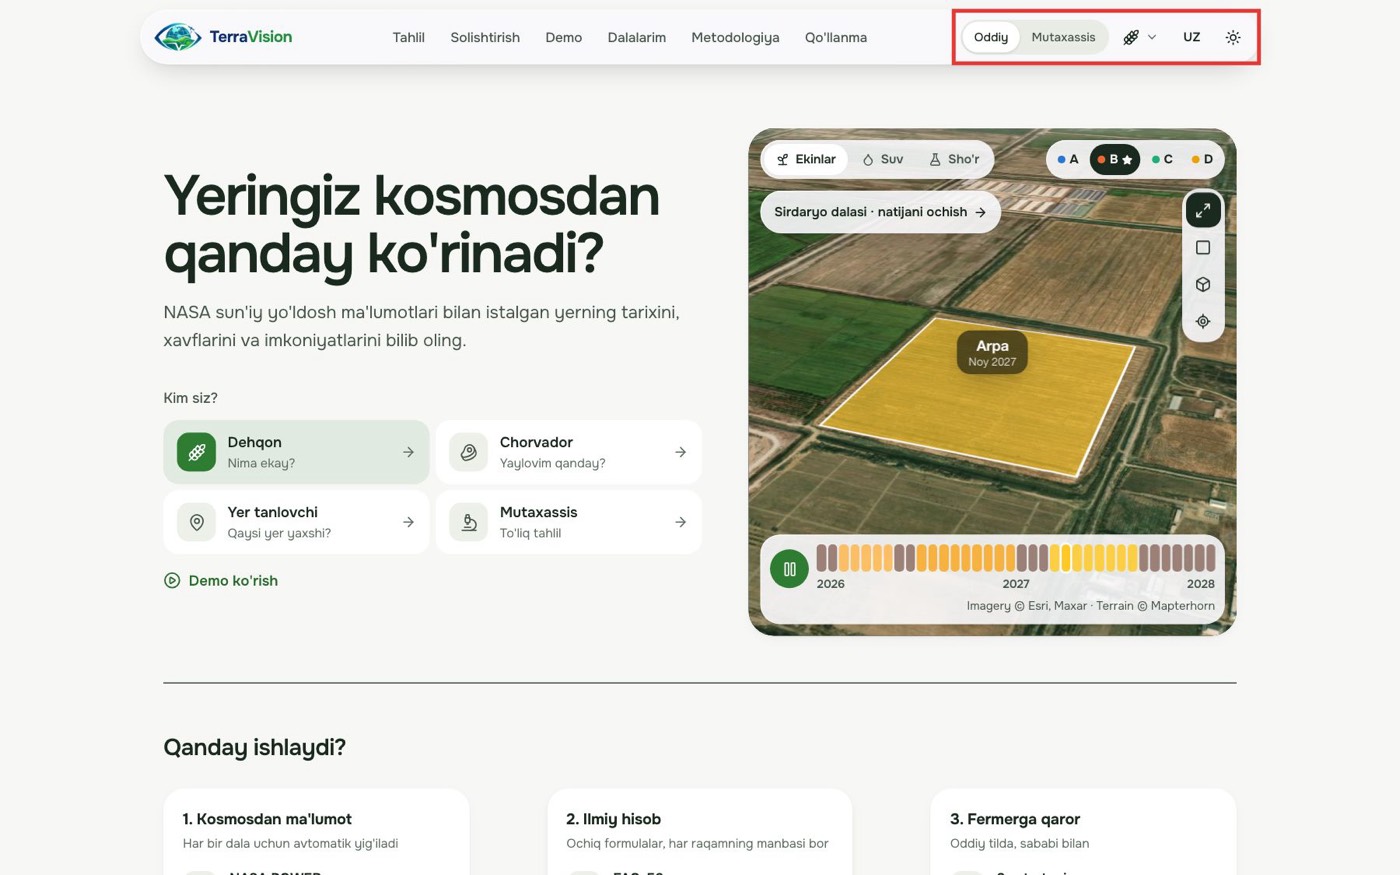 TerraVision
Tahlil
Solishtirish
Demo
Dalalarim
Metodologiya
Qo'llanma
Oddiy
Mutaxassis
UZ
Yeringiz kosmosdan
qanday ko'rinadi?
NASA sun'iy yo'ldosh ma'lumotlari bilan istalgan yerning tarixini,
xavflarini va imkoniyatlarini bilib oling.
Kim siz?
Dehqon
Nima ekay?
Chorvador
Yaylovim qanday?
Yer tanlovchi
Qaysi yer yaxshi?
Mutaxassis
To'liq tahlil
Demo ko'rish
Ekinlar
Suv
Sho'r
A
B
C
D
Sirdaryo dalasi · natijani ochish →
Arpa
Noy 2027
2026
2027
2028
Imagery © Esri, Maxar · Terrain © Mapterhorn
Qanday ishlaydi?
1. Kosmosdan ma'lumot
Har bir dala uchun avtomatik yig'iladi
2. Ilmiy hisob
Ochiq formulalar, har raqamning manbasi bor
3. Fermerga qaror
Oddiy tilda, sababi bilan